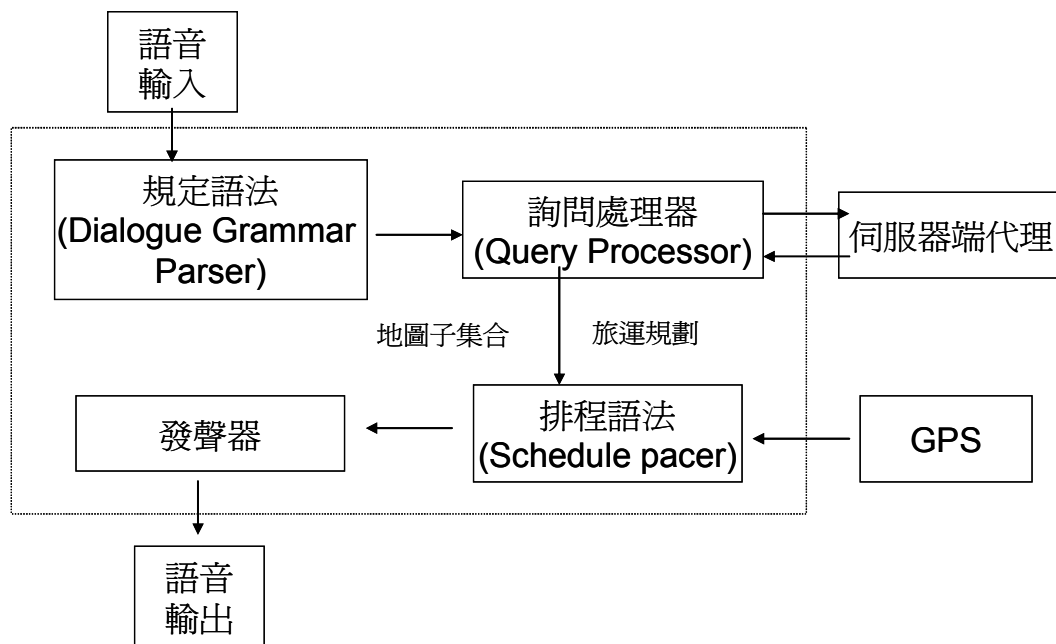 語音
輸入
規定語法
(Dialogue Grammar
Parser)
詢問處理器
(Query Processor)
伺服器端代理
地圖子集合
旅運規劃
發聲器
排程語法
(Schedule pacer)
GPS
語音
輸出